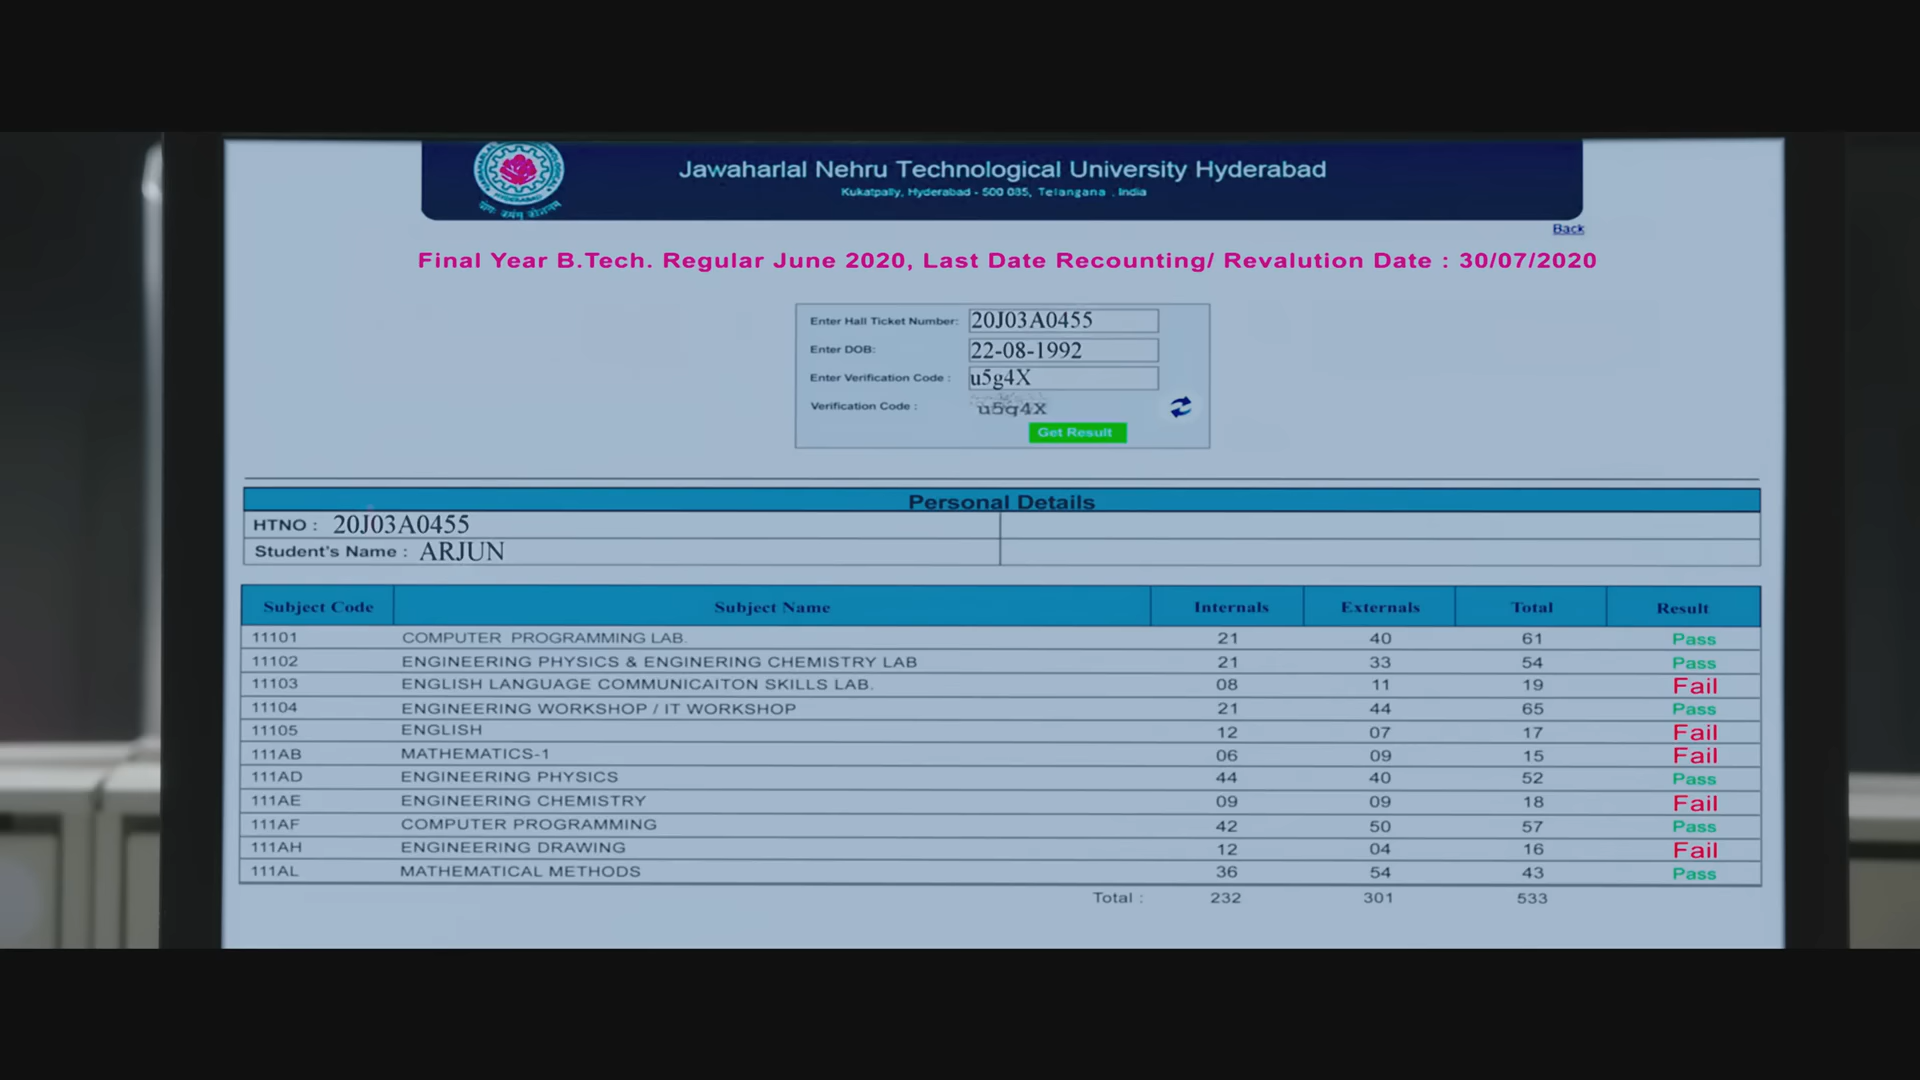 Jawaharlal Nehru Technological University Hyderabad
Kukatpally, Hyderabad - 500 085, Telangana . India
Back
Final Year B.Tech. Regular June 2020, Last Date Recounting/ Revalution Date : 30/07/2020
Enter Hall Ticket Number: 20J03A0455
Enter DOB: 22-08-1992
Enter Verification Code : u5g4X
Verification Code : u5g4X
Get Result
Personal Details
HTNO : 20J03A0455
Student's Name : ARJUN
Subject Code Subject Name Internals Externals Total Result
11101 COMPUTER PROGRAMMING LAB. 21 40 61 Pass
11102 ENGINEERING PHYSICS & ENGINERING CHEMISTRY LAB 21 33 54 Pass
11103 ENGLISH LANGUAGE COMMUNICAITON SKILLS LAB. 08 11 19 Fail
11104 ENGINEERING WORKSHOP / IT WORKSHOP 21 44 65 Pass
11105 ENGLISH 12 07 17 Fail
111AB MATHEMATICS-1 06 09 15 Fail
111AD ENGINEERING PHYSICS 44 40 52 Pass
111AE ENGINEERING CHEMISTRY 09 09 18 Fail
111AF COMPUTER PROGRAMMING 42 50 57 Pass
111AH ENGINEERING DRAWING 12 04 16 Fail
111AL MATHEMATICAL METHODS 36 54 43 Pass
Total : 232 301 533